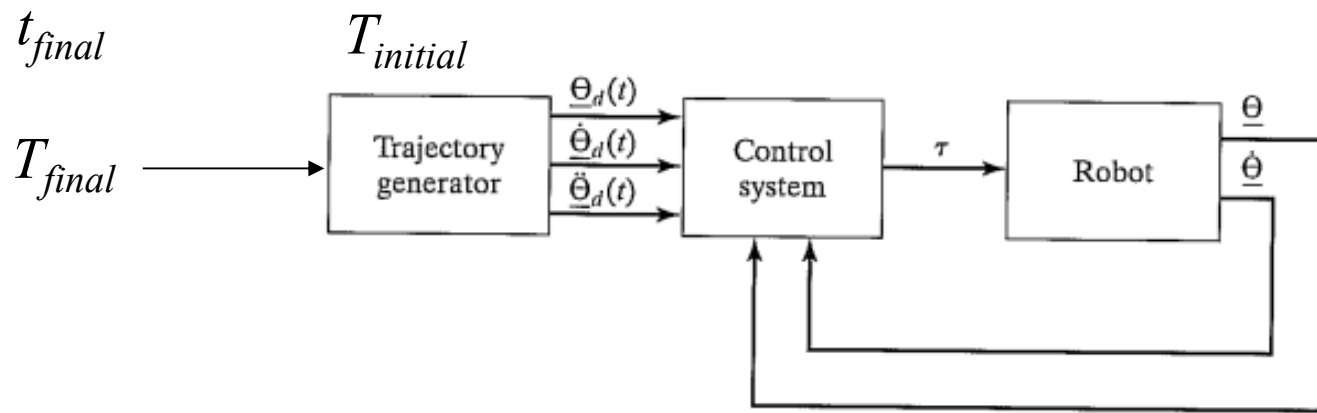 t_final
T_initial
T_final
Trajectory
generator
Θ_d(t)
Θ̇_d(t)
Θ̈_d(t)
Control
system
τ
Robot
Θ
Θ̇